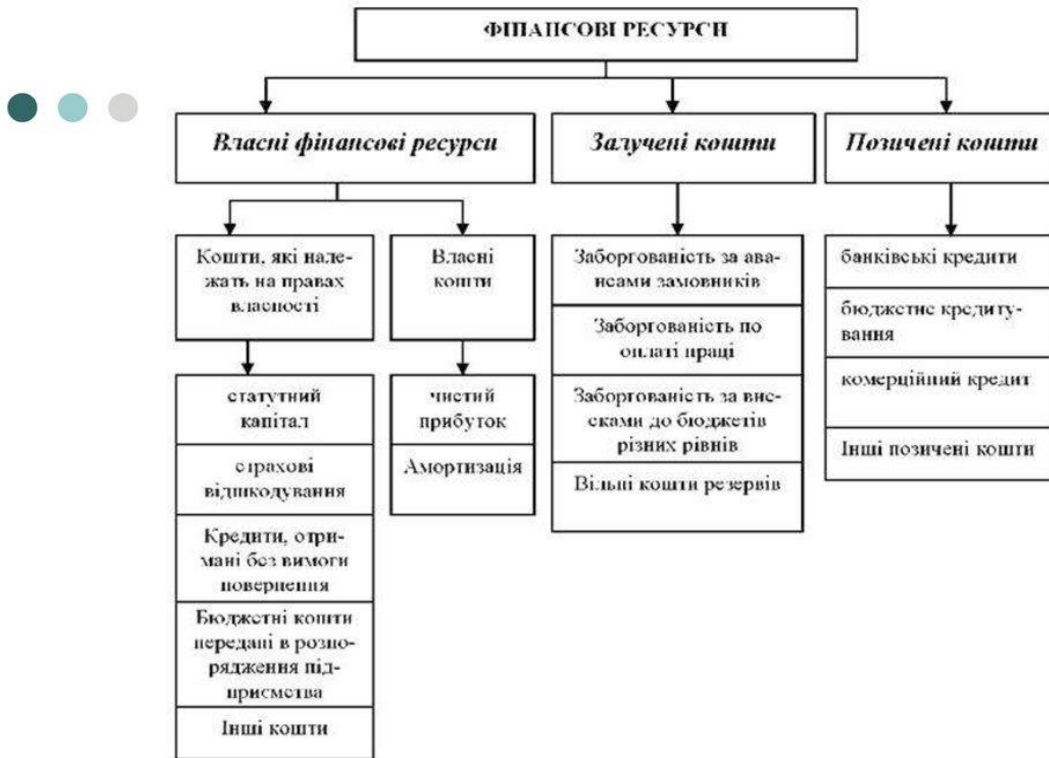 ФІНАНСОВІ РЕСУРСИ
Власні фінансові ресурси
Залучені кошти
Позичені кошти
Кошти, які нале-
жать на правах
власності
Власні
кошти
статутний
капітал
страхові
відшкодування
Кредити, отри-
мані без вимоги
повернення
Бюджетні кошти
передані в розпо-
рядження під-
приємства
Інші кошти
чистий
прибуток
Амортизація
Заборгованість за ава-
нсами замовників
Заборгованість по
оплаті праці
Заборгованість за вне-
сками до бюджетів
різних рівнів
Вільні кошти резервів
банківські кредити
бюджетне кредиту-
вання
комерційний кредит
Інші позичені кошти